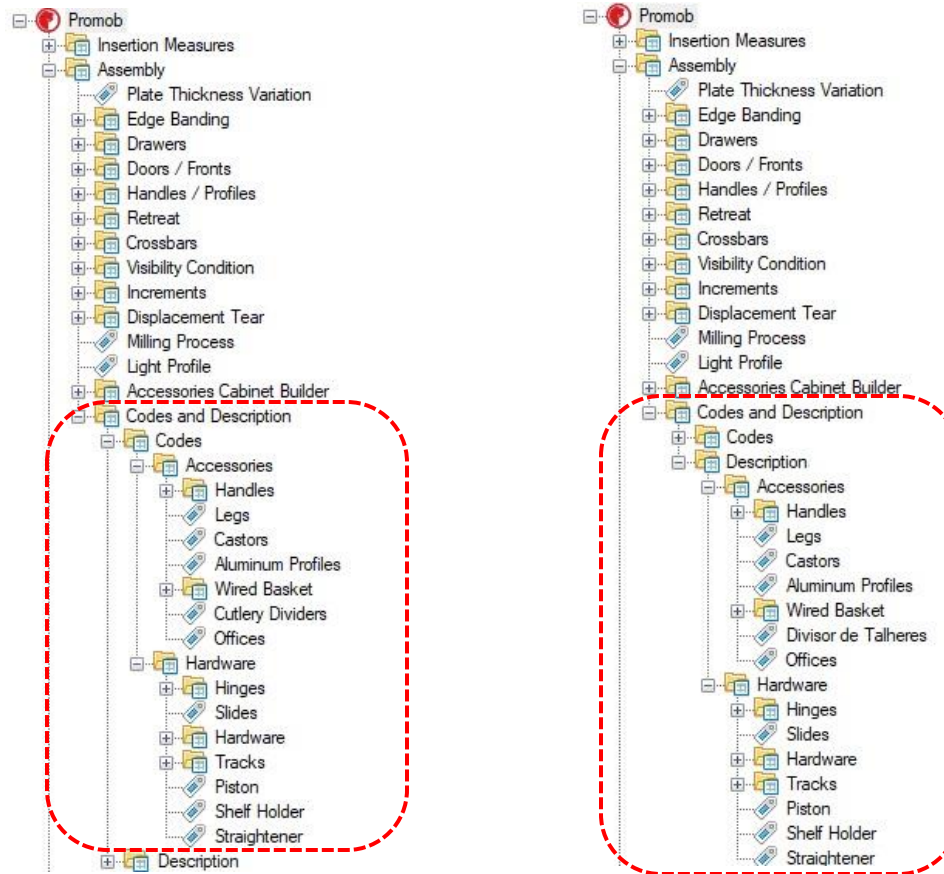 Promob
Insertion Measures
Assembly
Plate Thickness Variation
Edge Banding
Drawers
Doors / Fronts
Handles / Profiles
Retreat
Crossbars
Visibility Condition
Increments
Displacement Tear
Milling Process
Light Profile
Accessories Cabinet Builder
Codes and Description
Codes
Accessories
Handles
Legs
Castors
Aluminum Profiles
Wired Basket
Cutlery Dividers
Offices
Hardware
Hinges
Slides
Hardware
Tracks
Piston
Shelf Holder
Straightener
Description
Promob
Insertion Measures
Assembly
Plate Thickness Variation
Edge Banding
Drawers
Doors / Fronts
Handles / Profiles
Retreat
Crossbars
Visibility Condition
Increments
Displacement Tear
Milling Process
Light Profile
Accessories Cabinet Builder
Codes and Description
Codes
Description
Accessories
Handles
Legs
Castors
Aluminum Profiles
Wired Basket
Divisor de Talheres
Offices
Hardware
Hinges
Slides
Hardware
Tracks
Piston
Shelf Holder
Straightener